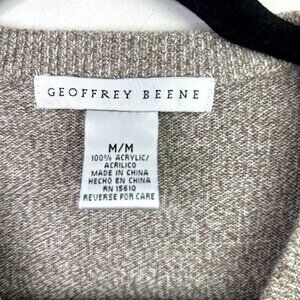 GEOFFREY BEENE
M/M
100% ACRYLIC/
ACRILICO
MADE IN CHINA
HECHO EN CHINA
RN 15610
REVERSE FOR CARE